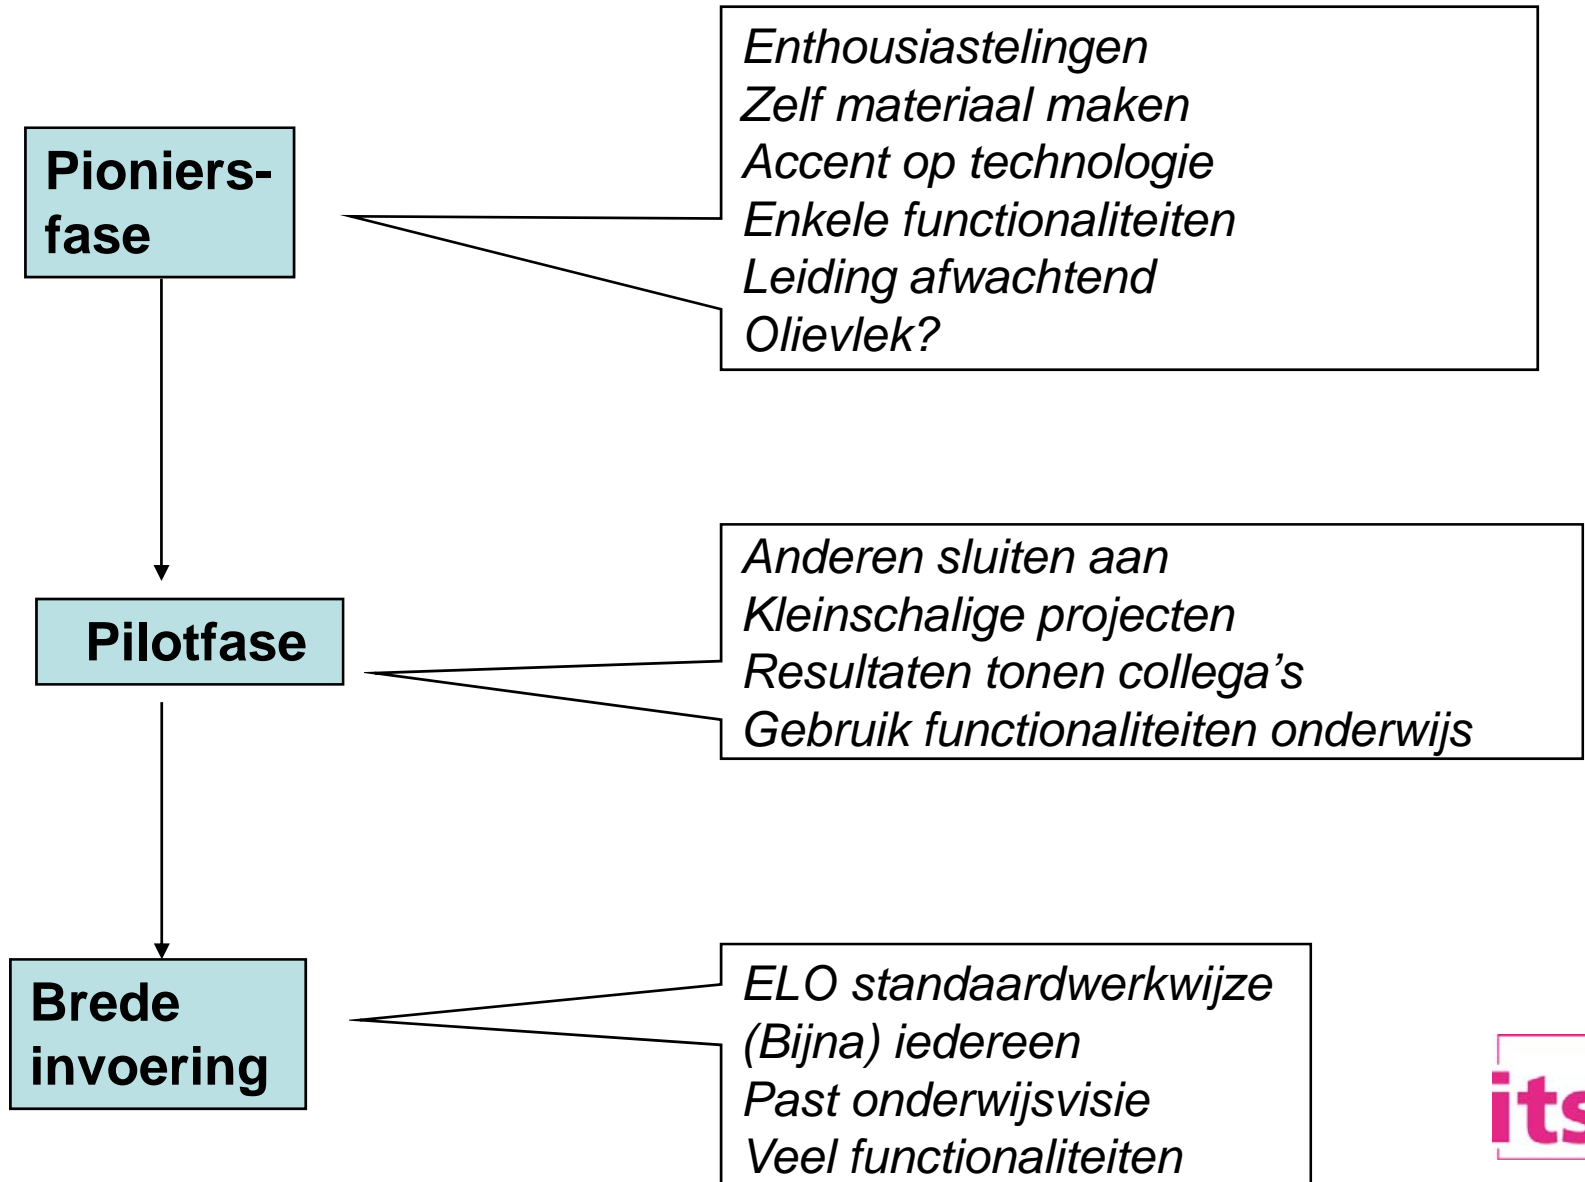 Pioniers-
fase
Enthousiastelingen
Zelf materiaal maken
Accent op technologie
Enkele functionaliteiten
Leiding afwachtend
Olievlek?
Pilotfase
Anderen sluiten aan
Kleinschalige projecten
Resultaten tonen collega’s
Gebruik functionaliteiten onderwijs
Brede
invoering
ELO standaardwerkwijze
(Bijna) iedereen
Past onderwijsvisie
Veel functionaliteiten
its